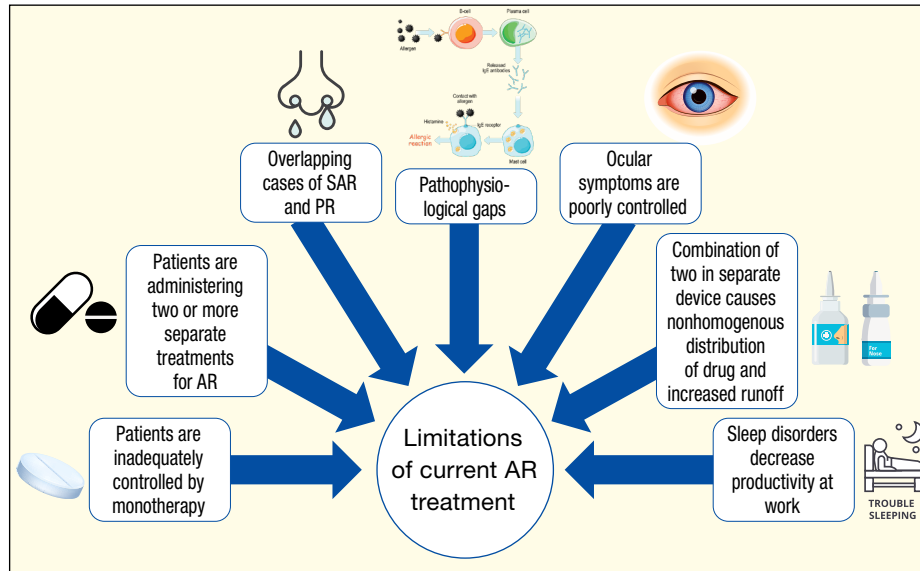 Allergen
B-cell
Plasma cell
Released
IgE antibodies
Contact with
allergen
Histamine
IgE receptor
Allergic
reaction
Mast cell
Overlapping
cases of SAR
and PR
Pathophysio-
logical gaps
Ocular
symptoms are
poorly controlled
Patients are
administering
two or more
separate
treatments
for AR
Combination of
two in separate
device causes
nonhomogenous
distribution
of drug and
increased runoff
For
Nose
Patients are
inadequately
controlled by
monotherapy
Limitations
of current AR
treatment
Sleep disorders
decrease
productivity at
work
TROUBLE
SLEEPING